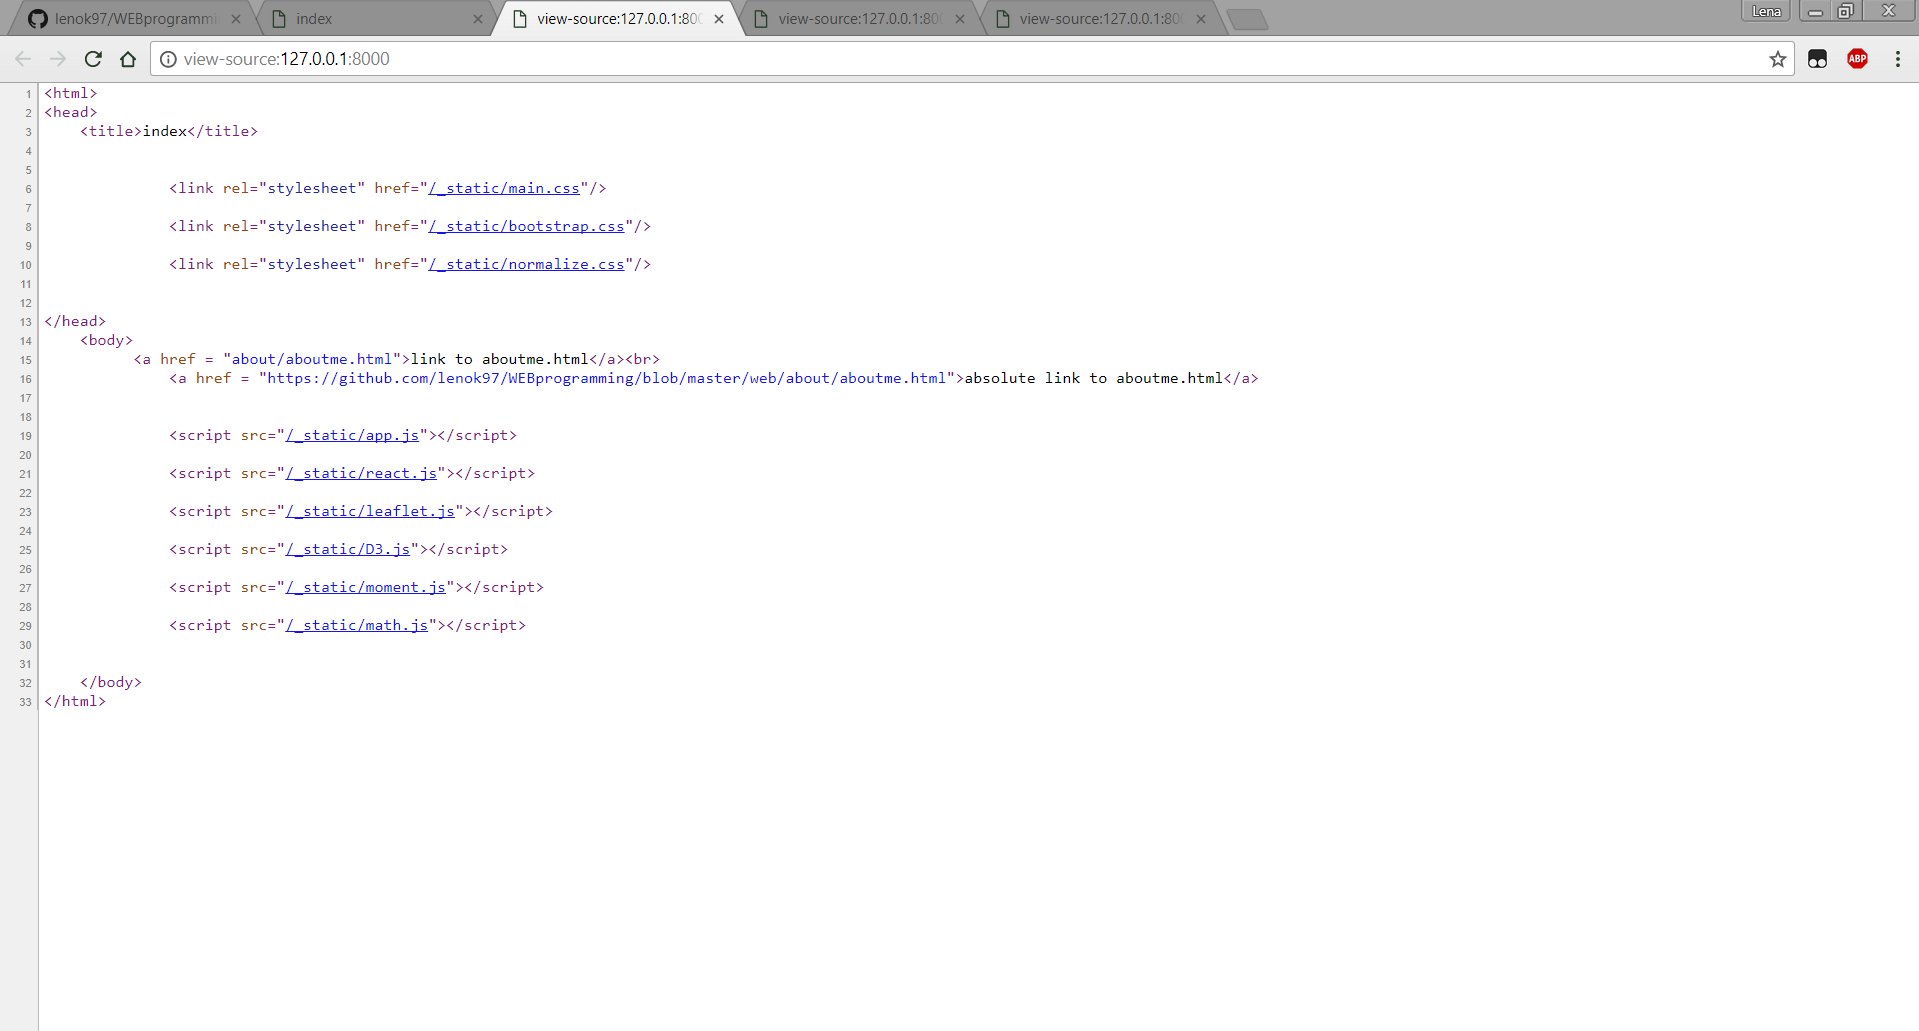 lenok97/WEBprogrammi
index
view-source:127.0.0.1:800
view-source:127.0.0.1:800
view-source:127.0.0.1:800
Lena
view-source:127.0.0.1:8000
ABP
1 <html>
2 <head>
3 <title>index</title>
4
5
6 <link rel="stylesheet" href="/_static/main.css"/>
7
8 <link rel="stylesheet" href="/_static/bootstrap.css"/>
9
10 <link rel="stylesheet" href="/_static/normalize.css"/>
11
12
13 </head>
14 <body>
15 <a href = "about/aboutme.html">link to aboutme.html</a><br>
16 <a href = "https://github.com/lenok97/WEBprogramming/blob/master/web/about/aboutme.html">absolute link to aboutme.html</a>
17
18
19 <script src="/_static/app.js"></script>
20
21 <script src="/_static/react.js"></script>
22
23 <script src="/_static/leaflet.js"></script>
24
25 <script src="/_static/D3.js"></script>
26
27 <script src="/_static/moment.js"></script>
28
29 <script src="/_static/math.js"></script>
30
31
32 </body>
33 </html>